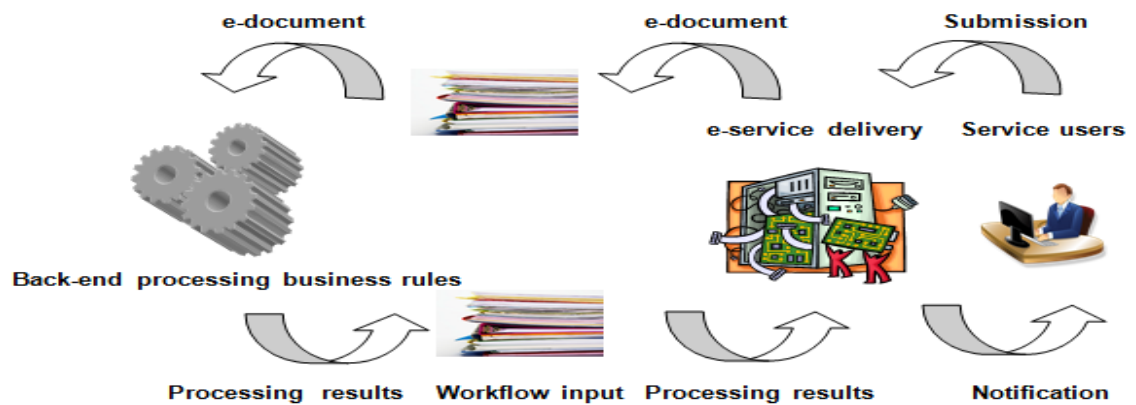 e-document
e-document
Submission
e-service delivery
Service users
Back-end processing business rules
Processing results
Workflow input
Processing results
Notification